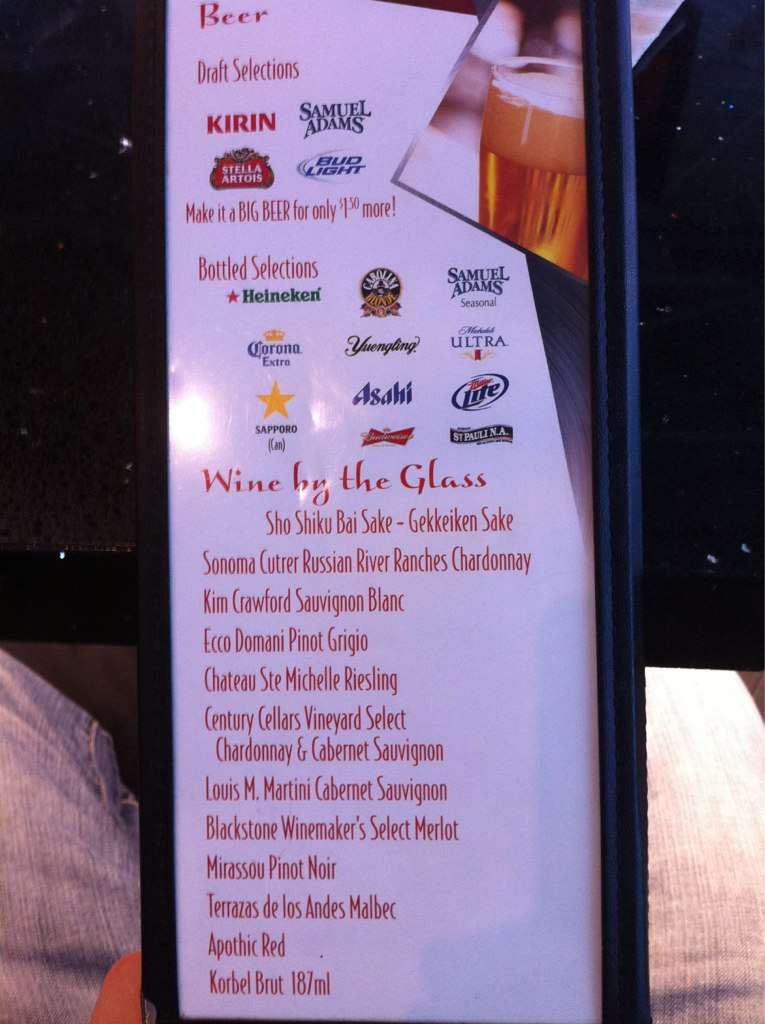 Beer
Draft Selections
KIRIN
SAMUEL
ADAMS
STELLA
ARTOIS
BUD
LIGHT
Make it a BIG BEER for only $1.50 more!
Bottled Selections
Heineken
CAROLINA
BLONDE
SAMUEL
ADAMS
Seasonal
Corona
Extra
Yuengling
Michelob
ULTRA
SAPPORO
(Can)
Asahi
Miller
Lite
Budweiser
ST PAULI N.A.
Wine by the Glass
Sho Shiku Bai Sake - Gekkeiken Sake
Sonoma Cutrer Russian River Ranches Chardonnay
Kim Crawford Sauvignon Blanc
Ecco Domani Pinot Grigio
Chateau Ste Michelle Riesling
Century Cellars Vineyard Select
Chardonnay & Cabernet Sauvignon
Louis M. Martini Cabernet Sauvignon
Blackstone Winemaker's Select Merlot
Mirassou Pinot Noir
Terrazas de los Andes Malbec
Apothic Red
Korbel Brut 187ml